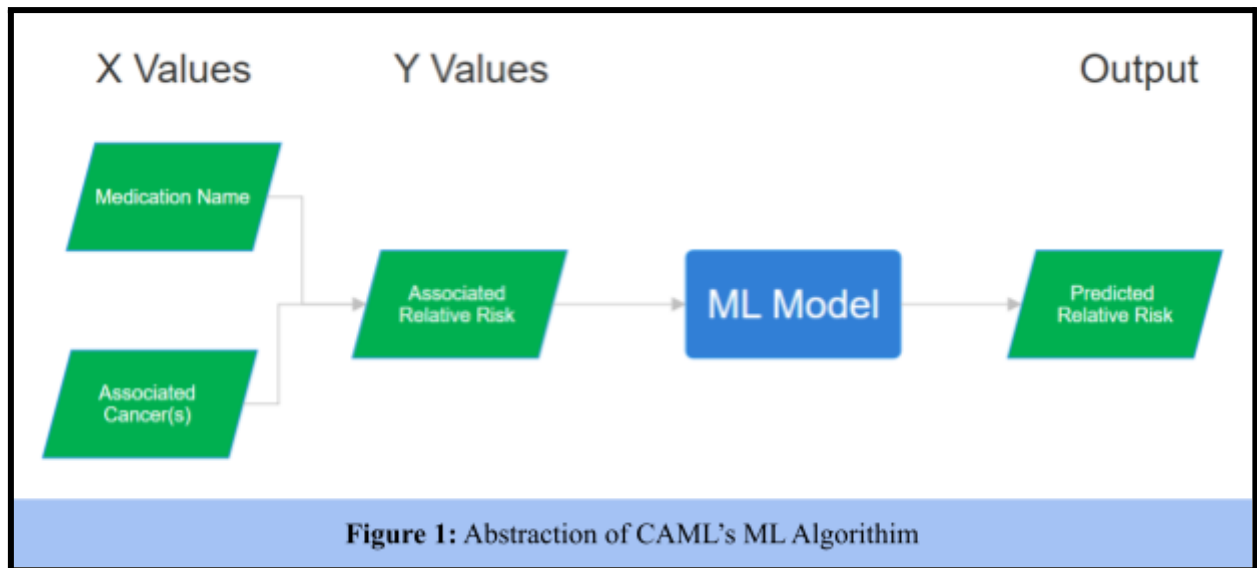 X Values
Y Values
Output
Medication Name
Associated
Relative Risk
ML Model
Predicted
Relative Risk
Associated
Cancer(s)
Figure 1: Abstraction of CAML's ML Algorithim